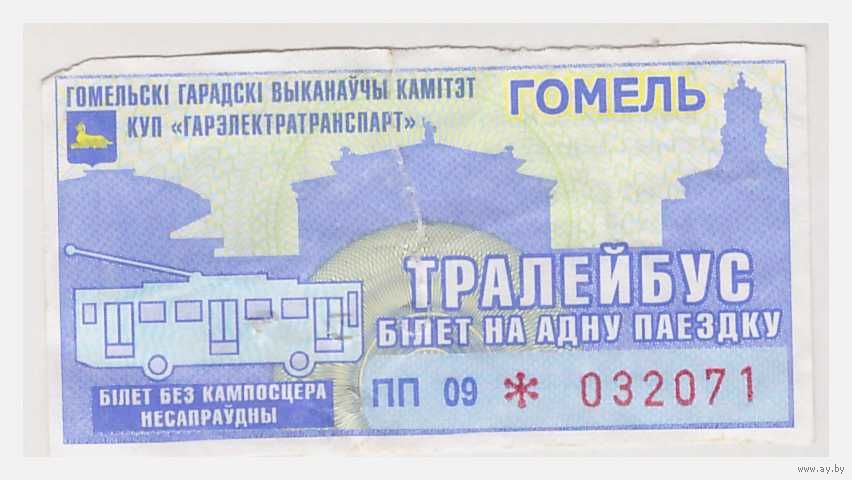 ГОМЕЛЬСКІ ГАРАДСКІ ВЫКАНАЎЧЫ КАМІТЭТ
КУП «ГАРЭЛЕКТРАТРАНСПАРТ»
ГОМЕЛЬ
ТРАЛЕЙБУС
БІЛЕТ НА АДНУ ПАЕЗДКУ
БІЛЕТ БЕЗ КАМПОСЦЕРА
НЕСАПРАЎДНЫ
ПП 09 * 032071
www.ay.by